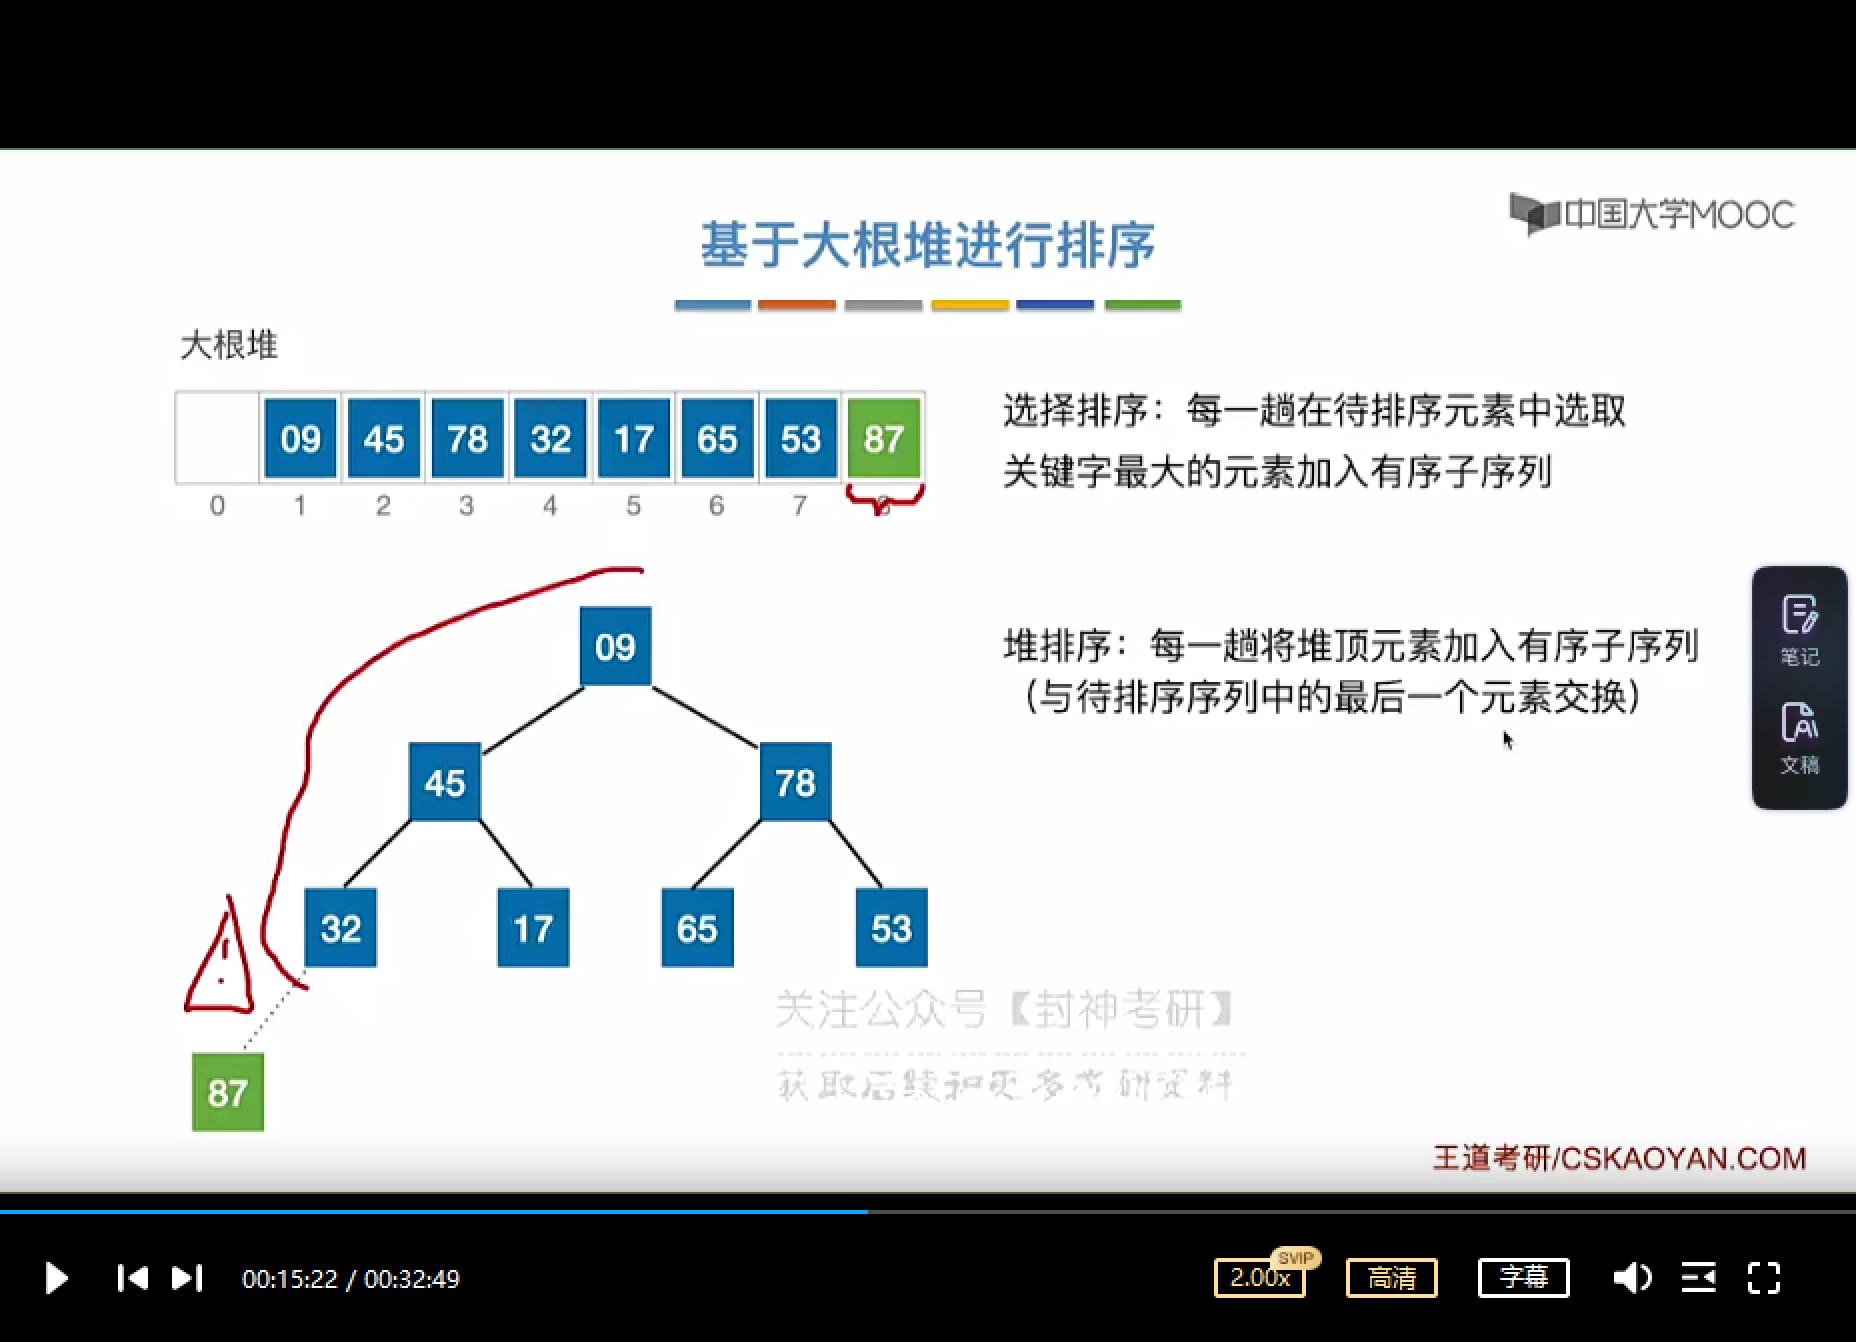 中国大学MOOC
基于大根堆进行排序
大根堆
09 45 78 32 17 65 53 87
0 1 2 3 4 5 6 7
选择排序：每一趟在待排序元素中选取
关键字最大的元素加入有序子序列
堆排序：每一趟将堆顶元素加入有序子序列
（与待排序序列中的最后一个元素交换）
09
45 78
32 17 65 53
87
笔记
文稿
关注公众号【封神考研】
获取后续和更多考研资料
王道考研/CSKAOYAN.COM
00:15:22 / 00:32:49
SVIP
2.00x 高清 字幕